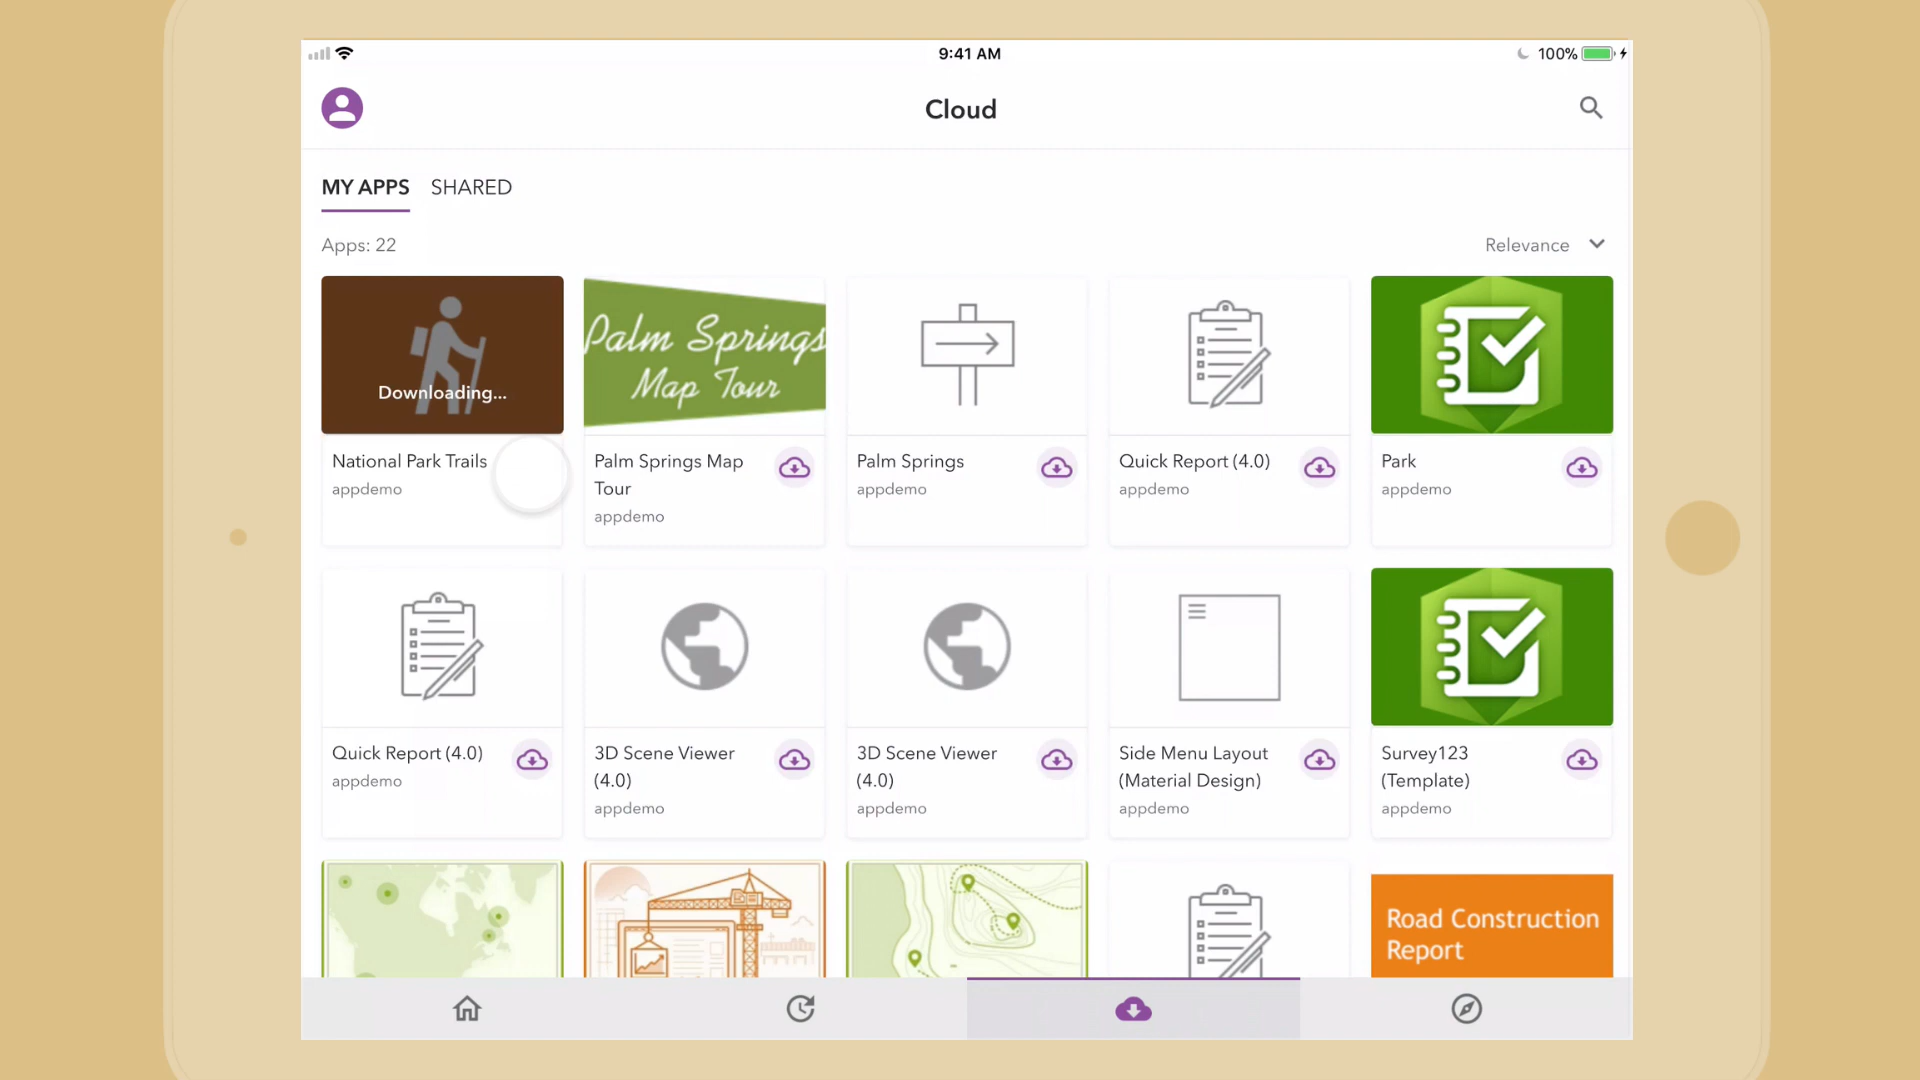 9:41 AM
100%
Cloud
MY APPS SHARED
Apps: 22
Relevance
Downloading...
Palm Springs
Map Tour
National Park Trails
appdemo
Palm Springs Map
Tour
appdemo
Palm Springs
appdemo
Quick Report (4.0)
appdemo
Park
appdemo
Quick Report (4.0)
appdemo
3D Scene Viewer
(4.0)
appdemo
3D Scene Viewer
(4.0)
appdemo
Side Menu Layout
(Material Design)
appdemo
Survey123
(Template)
appdemo
Road Construction
Report